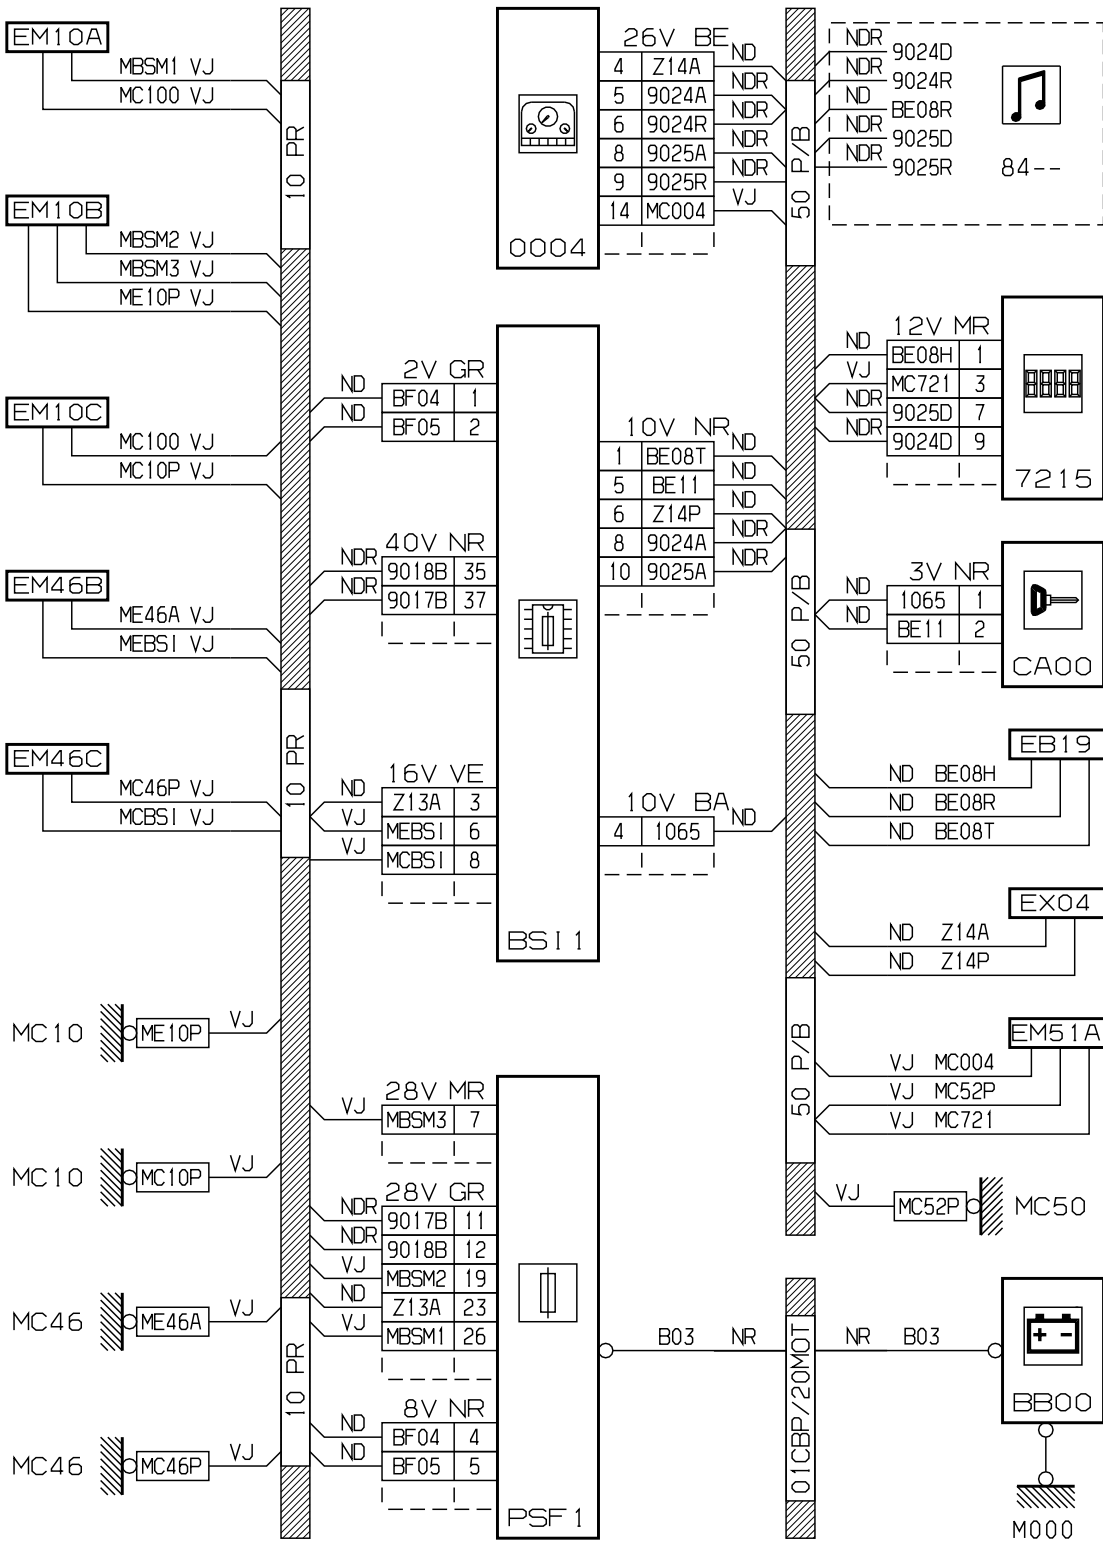 EM10A
MBSM1 VJ
MC100 VJ
EM10B
MBSM2 VJ
MBSM3 VJ
ME10P VJ
EM10C
MC100 VJ
MC10P VJ
EM46B
ME46A VJ
MEBSI VJ
EM46C
MC46P VJ
MCBSI VJ
MC10 ME10P VJ
MC10 MC10P VJ
MC46 ME46A VJ
MC46 MC46P VJ
10 PR
10 PR
10 PR
0004
26V BE
4 Z14A ND
5 9024A NDR
6 9024R NDR
8 9025A NDR
9 9025R NDR
14 MC004 VJ
2V GR
ND BF04 1
ND BF05 2
40V NR
NDR 9018B 35
NDR 9017B 37
16V VE
ND Z13A 3
VJ MEBSI 6
VJ MCBSI 8
BSI1
10V NR
1 BE08T ND
5 BE11 ND
6 Z14P ND
8 9024A NDR
10 9025A NDR
10V BA
4 1065 ND
28V MR
VJ MBSM3 7
28V GR
NDR 9017B 11
NDR 9018B 12
VJ MBSM2 19
ND Z13A 23
VJ MBSM1 26
8V NR
ND BF04 4
ND BF05 5
PSF1
B03 NR
50 P/B
50 P/B
50 P/B
01CBP/20MOT
NDR 9024D
NDR 9024R
ND BE08R
NDR 9025D
NDR 9025R
84--
12V MR
ND BE08H 1
VJ MC721 3
NDR 9025D 7
NDR 9024D 9
7215
3V NR
ND 1065 1
ND BE11 2
CA00
EB19
ND BE08H
ND BE08R
ND BE08T
EX04
ND Z14A
ND Z14P
EM51A
VJ MC004
VJ MC52P
VJ MC721
VJ MC52P MC50
NR B03
BB00
M000